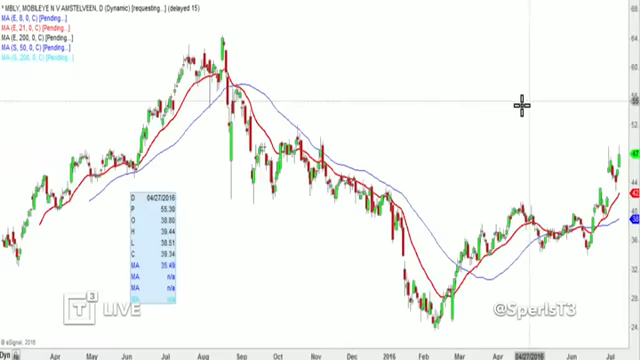 * MBLY, MOBILEYE N V AMSTELVEEN, D (Dynamic) [requesting...] (delayed 15)
MA (E, 8, 0, C) [Pending...]
MA (E, 21, 0, C) [Pending...]
MA (E, 200, 0, C) [Pending...]
MA (S, 50, 0, C) [Pending...]
MA (S, 200, 0, C) [Pending...]
68
64
60
56
55
52
47
44
42
40
38
36
32
28
24
D 04/27/2016
P 55.30
O 38.80
H 39.44
L 38.51
C 39.34
MA 35.49
MA n/a
MA n/a
MA n/a
T3 LIVE
@SperlsT3
© eSignal, 2016
Dyn
Apr May Jun Jul Aug Sep Oct Nov Dec 2016 Feb Mar Apr 04/27/2016 Jun Jul